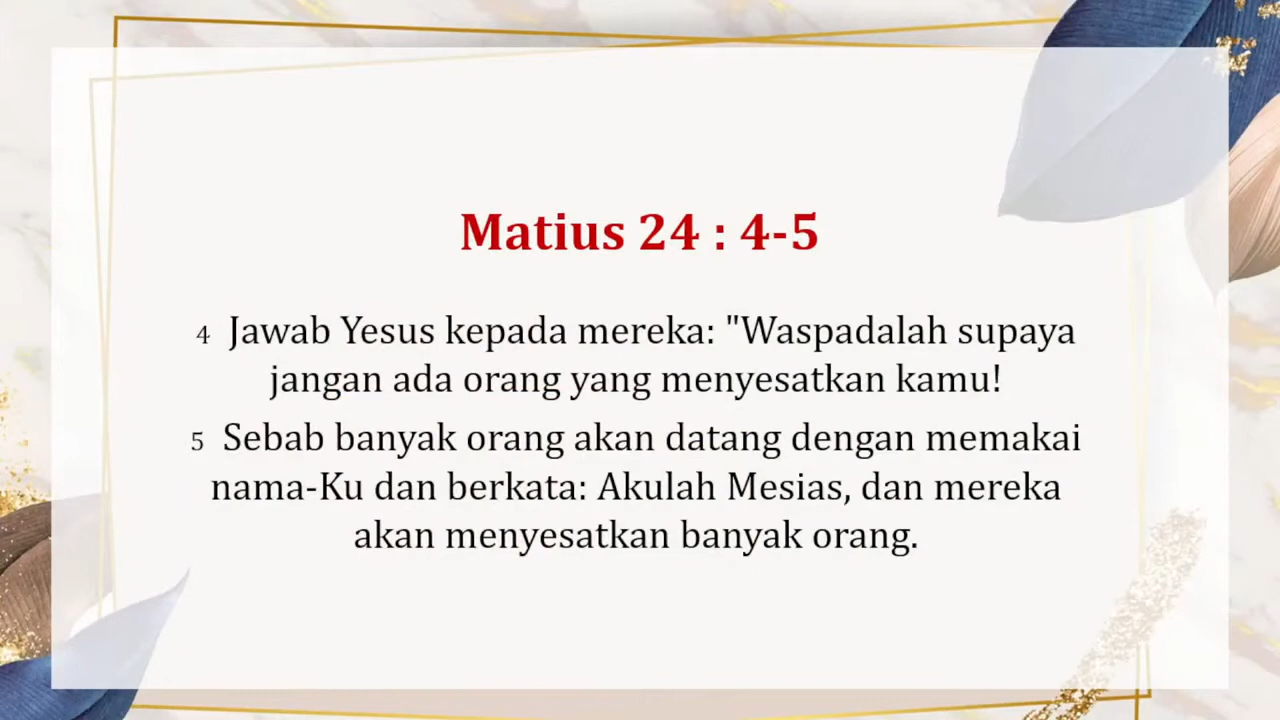 Matius 24 : 4-5
4 Jawab Yesus kepada mereka: "Waspadalah supaya
jangan ada orang yang menyesatkan kamu!
5 Sebab banyak orang akan datang dengan memakai
nama-Ku dan berkata: Akulah Mesias, dan mereka
akan menyesatkan banyak orang.